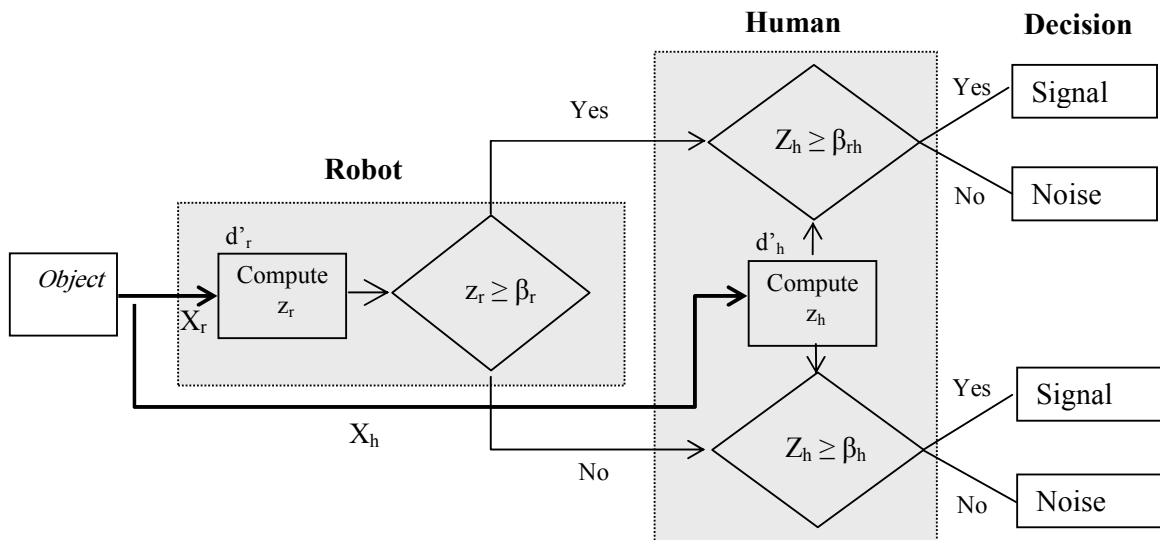 Human
Decision
Yes
Yes
Signal
Z_h ≥ β_rh
Robot
No
Noise
d'_r
d'_h
Object
Compute
z_r
z_r ≥ β_r
Compute
z_h
X_r
Yes
Signal
X_h
Z_h ≥ β_h
No
No
Noise